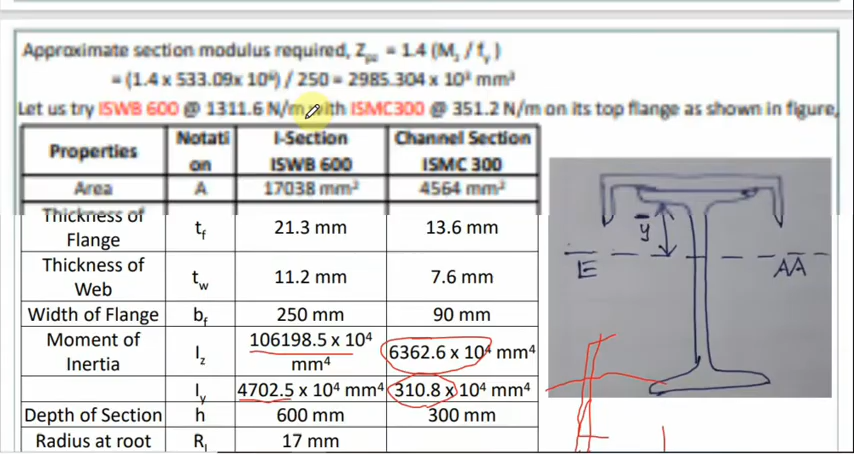 Approximate section modulus required, Zpz = 1.4 (Mz / fy)
= (1.4 x 533.09x 10⁶) / 250 = 2985.304 x 10³ mm³
Let us try ISWB 600 @ 1311.6 N/m with ISMC300 @ 351.2 N/m on its top flange as shown in figure,
Properties Notati on I-Section ISWB 600 Channel Section ISMC 300
Area A 17038 mm² 4564 mm²
Thickness of Flange tf 21.3 mm 13.6 mm
Thickness of Web tw 11.2 mm 7.6 mm
Width of Flange bf 250 mm 90 mm
Moment of Inertia Iz 106198.5 x 10⁴ mm⁴ 6362.6 x 10⁴ mm⁴
Iy 4702.5 x 10⁴ mm⁴ 310.8 x 10⁴ mm⁴
Depth of Section h 600 mm 300 mm
Radius at root RI 17 mm
ȳ
E AA